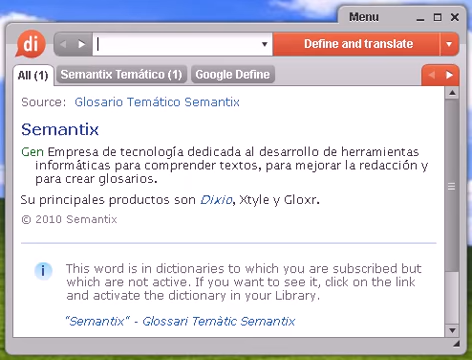 Menu
di
Define and translate
All (1)
Semantix Temático (1)
Google Define
Source: Glosario Temático Semantix
Semantix
Gen Empresa de tecnología dedicada al desarrollo de herramientas
informáticas para comprender textos, para mejorar la redacción y
para crear glosarios.
Su principales productos son Dixio, Xtyle y Gloxr.
© 2010 Semantix
i
This word is in dictionaries to which you are subscribed but
which are not active. If you want to see it, click on the link
and activate the dictionary in your Library.
"Semantix" - Glossari Temàtic Semantix